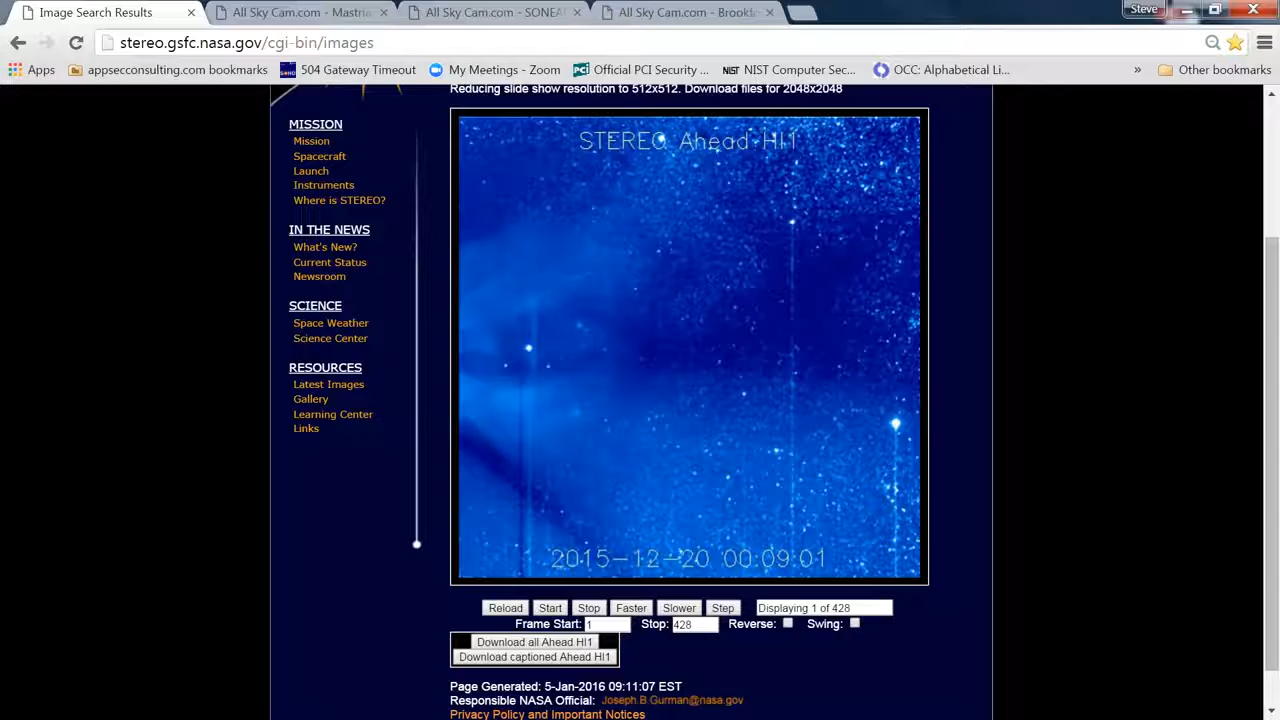 Image Search Results
All Sky Cam.com - Mastria
All Sky Cam.com - SONEA
All Sky Cam.com - Brookle
Steve
stereo.gsfc.nasa.gov/cgi-bin/images
Apps
appsecconsulting.com bookmarks
504 Gateway Timeout
My Meetings - Zoom
PCI Official PCI Security ...
NIST NIST Computer Sec...
OCC: Alphabetical Li...
» Other bookmarks
Reducing slide show resolution to 512x512. Download files for 2048x2048
MISSION
Mission
Spacecraft
Launch
Instruments
Where is STEREO?
IN THE NEWS
What's New?
Current Status
Newsroom
SCIENCE
Space Weather
Science Center
RESOURCES
Latest Images
Gallery
Learning Center
Links
STEREO Ahead HI1
2015-12-20 00:09:01
Reload Start Stop Faster Slower Step Displaying 1 of 428
Frame Start: 1 Stop: 428 Reverse: Swing:
Download all Ahead HI1
Download captioned Ahead HI1
Page Generated: 5-Jan-2016 09:11:07 EST
Responsible NASA Official: Joseph.B.Gurman@nasa.gov
Privacy Policy and Important Notices